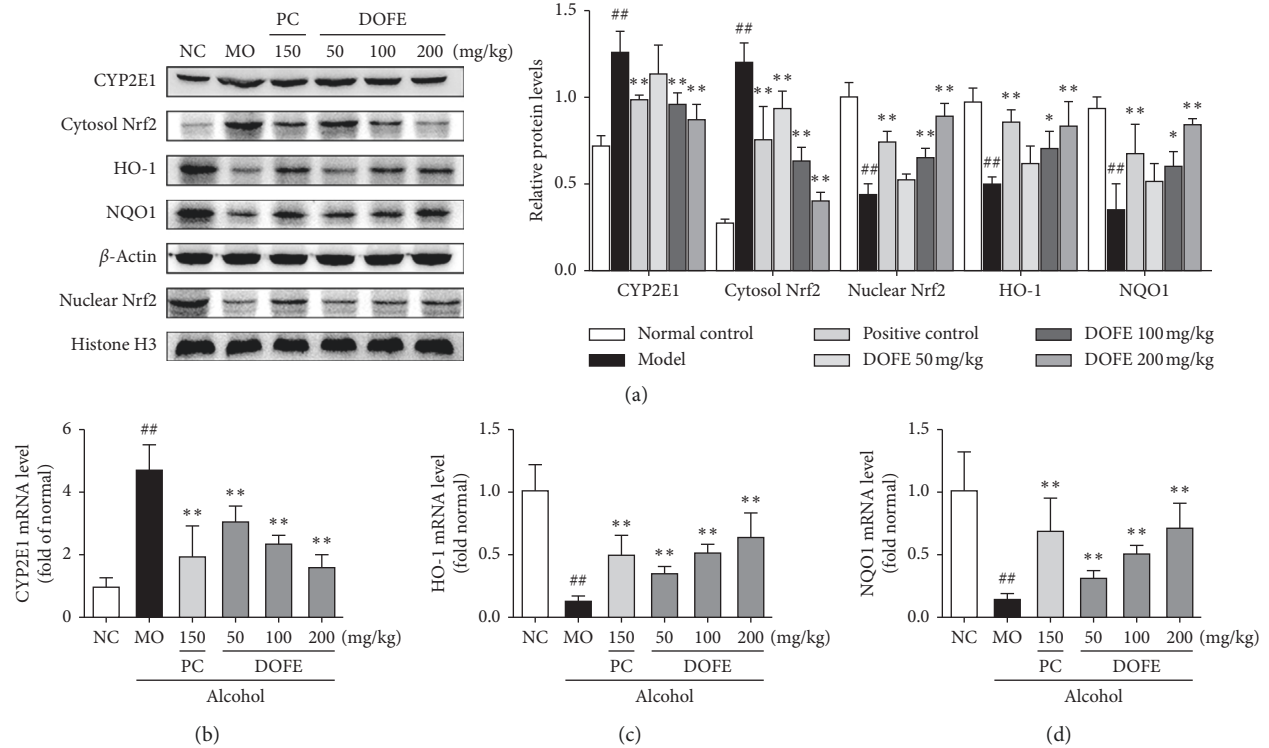 PC DOFE
NC MO 150 50 100 200 (mg/kg)
CYP2E1
Cytosol Nrf2
HO-1
NQO1
β-Actin
Nuclear Nrf2
Histone H3
Relative protein levels
1.5
1.0
0.5
0.0
## ** ** **
## ** ** ** **
## ** ** **
## ** * **
## ** * **
CYP2E1 Cytosol Nrf2 Nuclear Nrf2 HO-1 NQO1
Normal control Positive control DOFE 100 mg/kg
Model DOFE 50 mg/kg DOFE 200 mg/kg
(a)
CYP2E1 mRNA level
(fold of normal)
6
4
2
0
## ** ** ** **
NC MO 150 50 100 200 (mg/kg)
PC DOFE
Alcohol
(b)
HO-1 mRNA level
(fold normal)
1.5
1.0
0.5
0.0
## ** ** ** **
NC MO 150 50 100 200 (mg/kg)
PC DOFE
Alcohol
(c)
NQO1 mRNA level
(fold normal)
1.5
1.0
0.5
0.0
## ** ** ** **
NC MO 150 50 100 200 (mg/kg)
PC DOFE
Alcohol
(d)